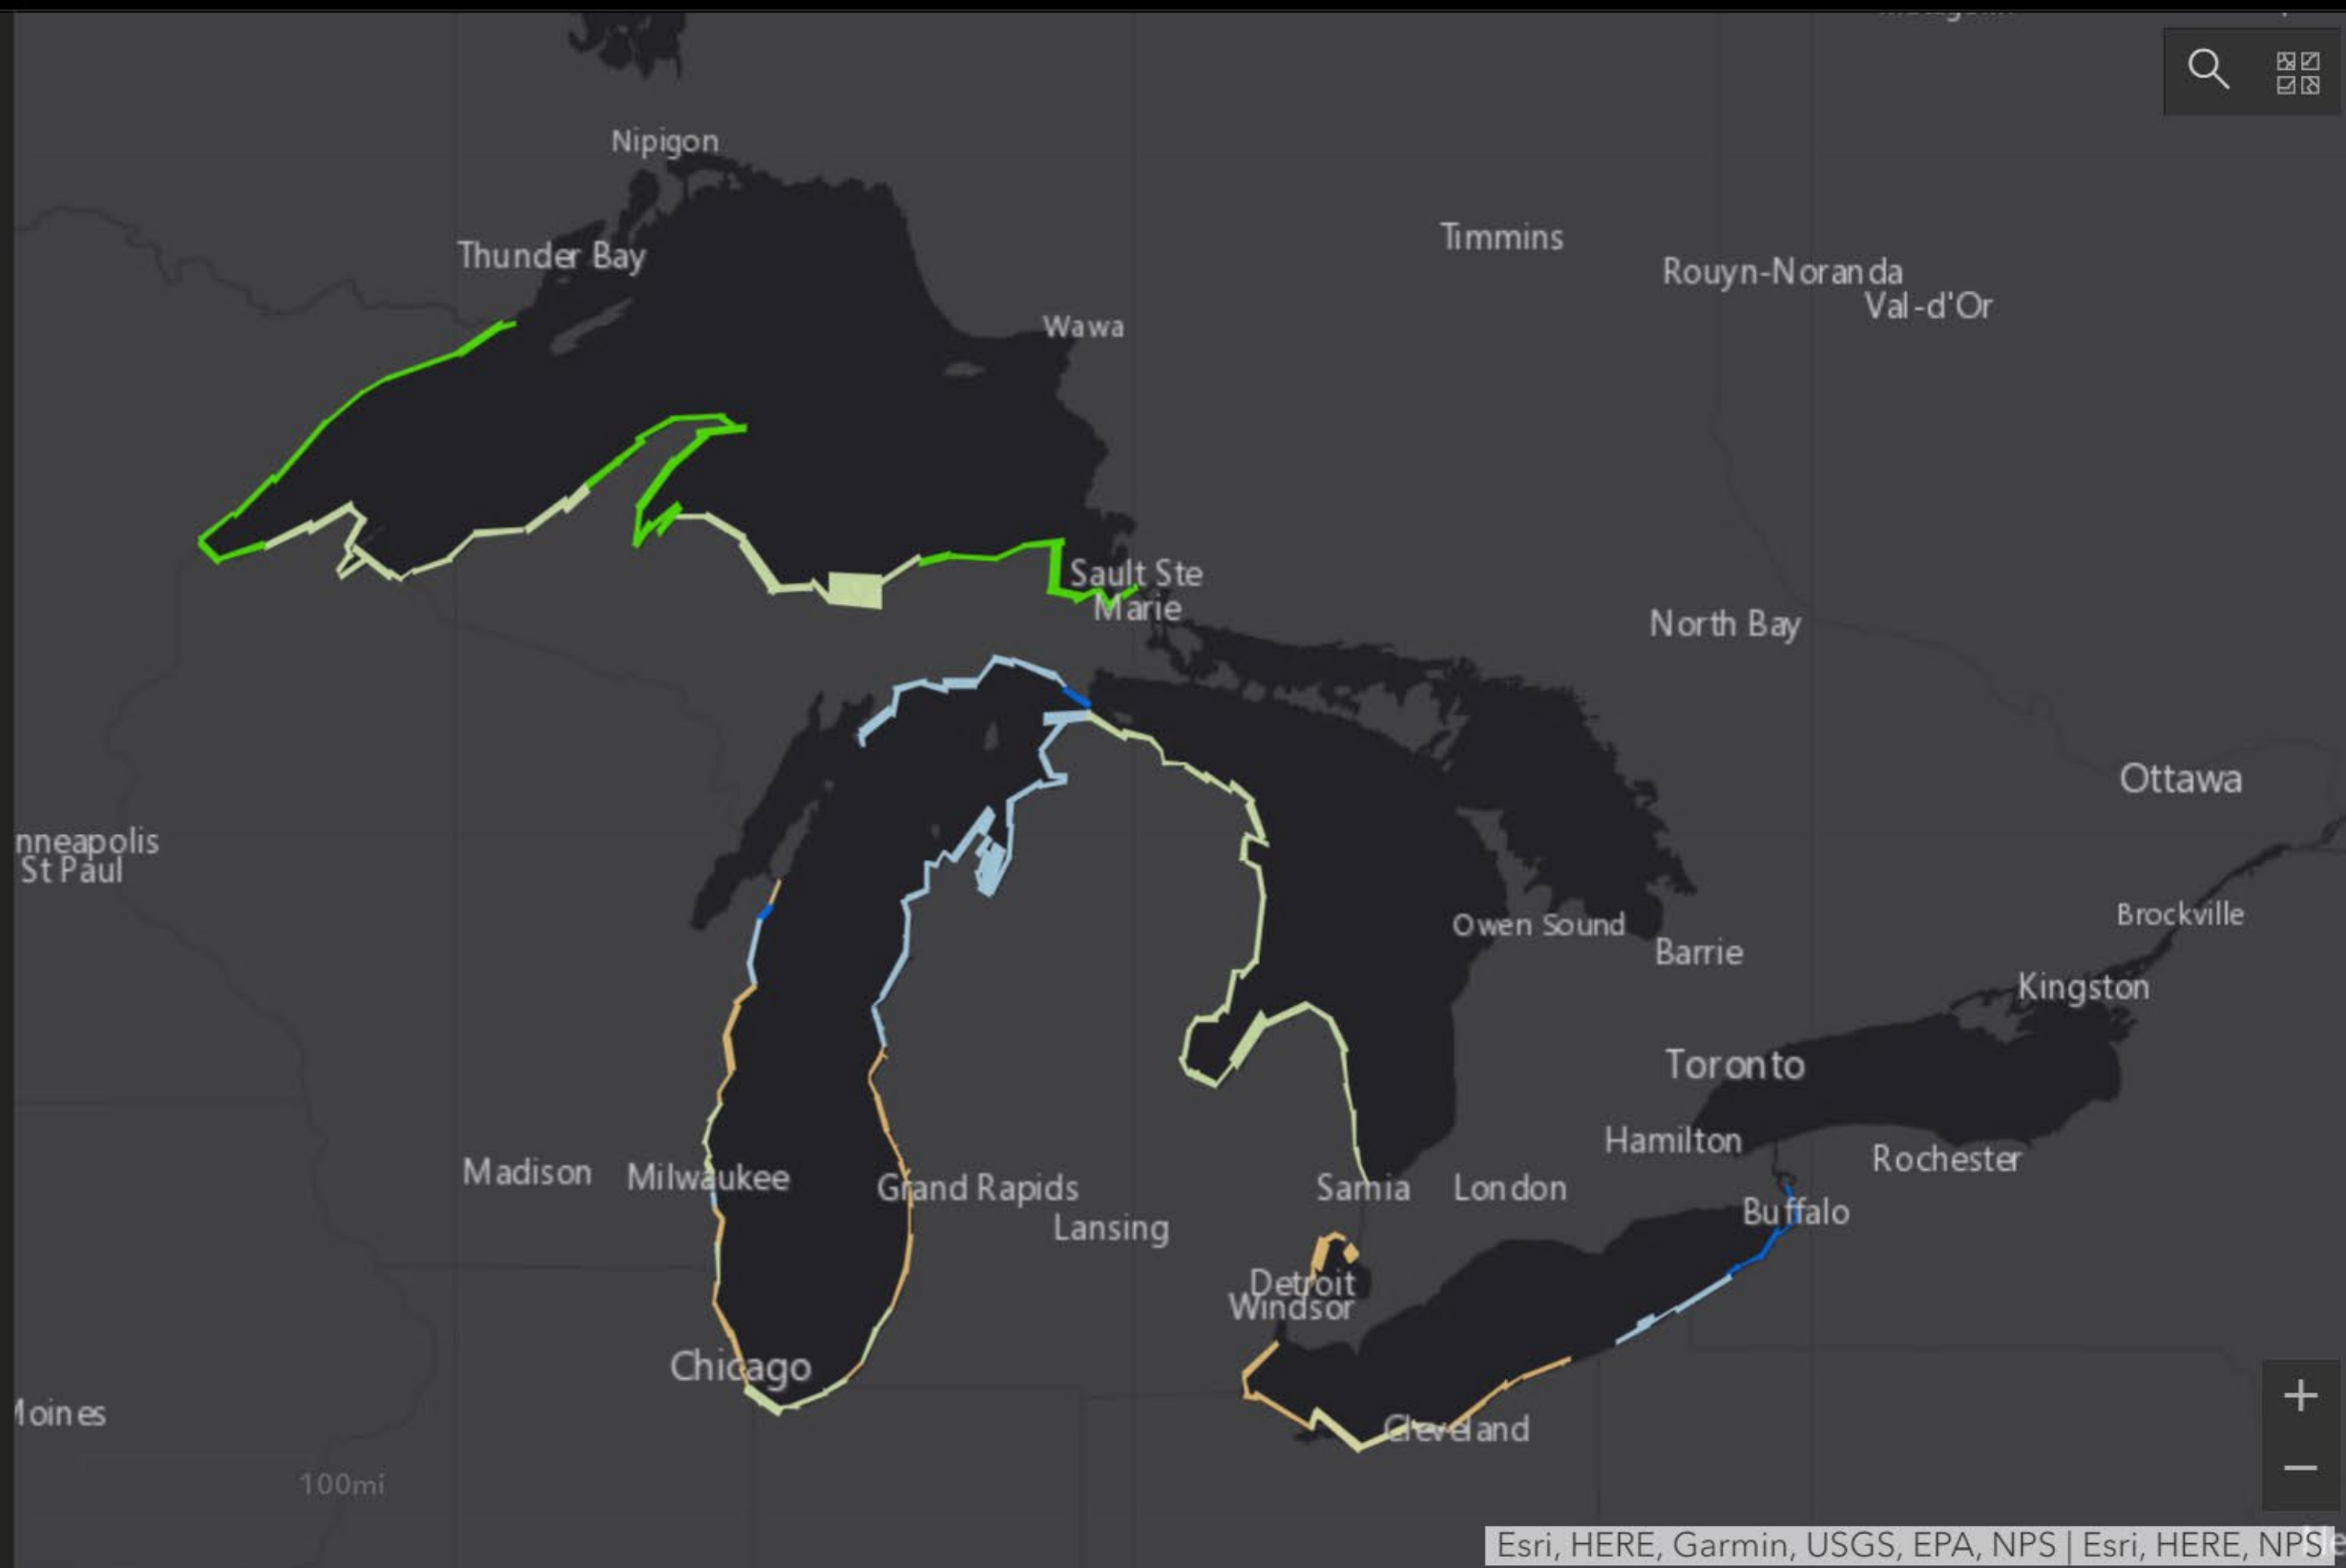 Nipigon
Timmins
Thunder Bay
Rouyn-Noranda
Val-d'Or
Wawa
Sault Ste
Marie
North Bay
Ottawa
nneapolis
St Paul
Owen Sound
Brockville
Barrie
Kingston
Toronto
Hamilton
Rochester
Madison
Milwaukee
Grand Rapids
Sarnia
London
Lansing
Buffalo
Detroit
Windsor
Chicago
Moines
Cleveland
100mi
+
−
Esri, HERE, Garmin, USGS, EPA, NPS | Esri, HERE, NPS